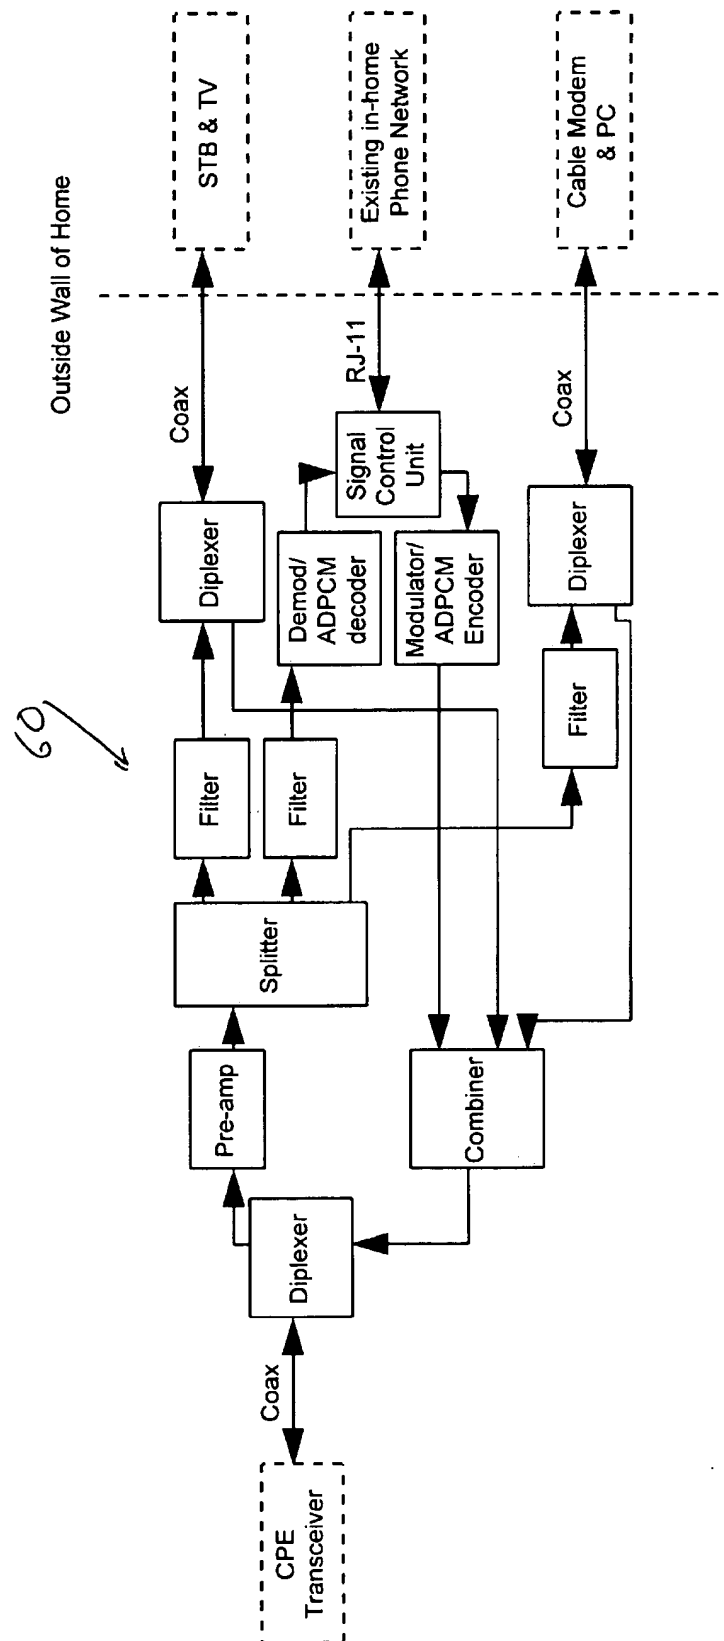 60
Outside Wall of Home
CPE
Transceiver
Coax
Diplexer
Pre-amp
Splitter
Filter
Filter
Diplexer
Coax
STB & TV
Demod/
ADPCM
decoder
Signal
Control
Unit
RJ-11
Existing in-home
Phone Network
Modulator/
ADPCM
Encoder
Combiner
Filter
Diplexer
Coax
Cable Modem
& PC